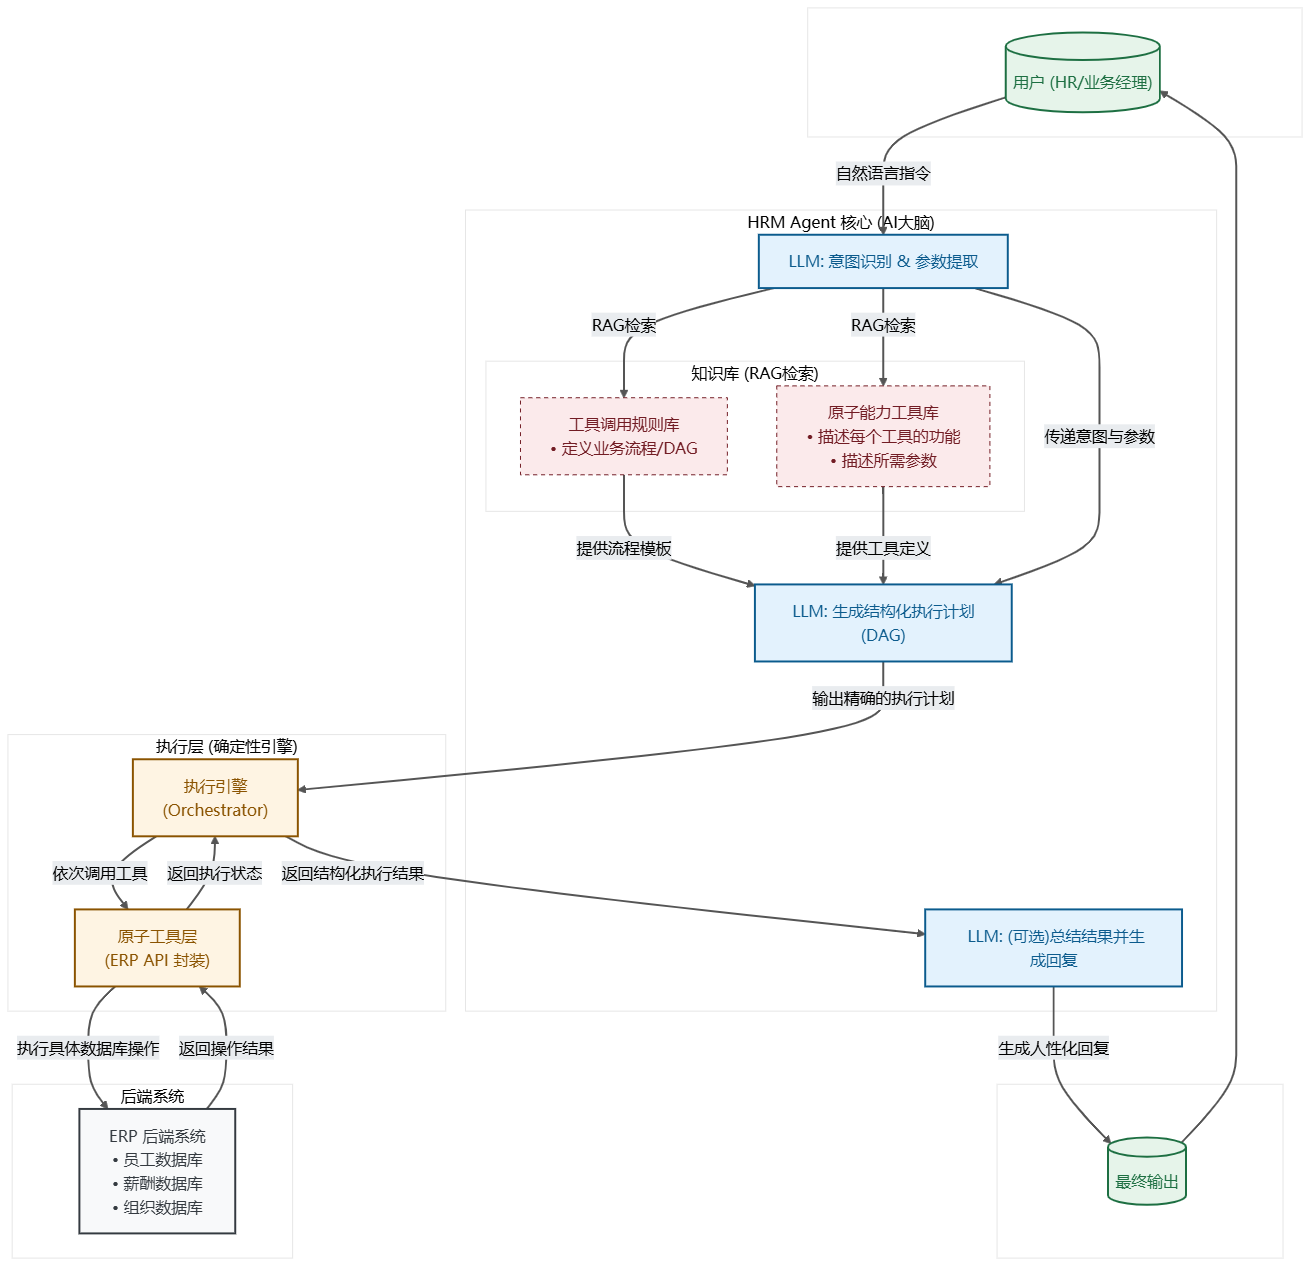 用户 (HR/业务经理)
自然语言指令
HRM Agent 核心 (AI大脑)
LLM: 意图识别 & 参数提取
RAG检索
RAG检索
知识库 (RAG检索)
工具调用规则库
• 定义业务流程/DAG
原子能力工具库
• 描述每个工具的功能
• 描述所需参数
传递意图与参数
提供流程模板
提供工具定义
LLM: 生成结构化执行计划
(DAG)
输出精确的执行计划
执行层 (确定性引擎)
执行引擎
(Orchestrator)
依次调用工具
返回执行状态
返回结构化执行结果
原子工具层
(ERP API 封装)
LLM: (可选)总结结果并生
成回复
执行具体数据库操作
返回操作结果
生成人性化回复
后端系统
ERP 后端系统
• 员工数据库
• 薪酬数据库
• 组织数据库
最终输出